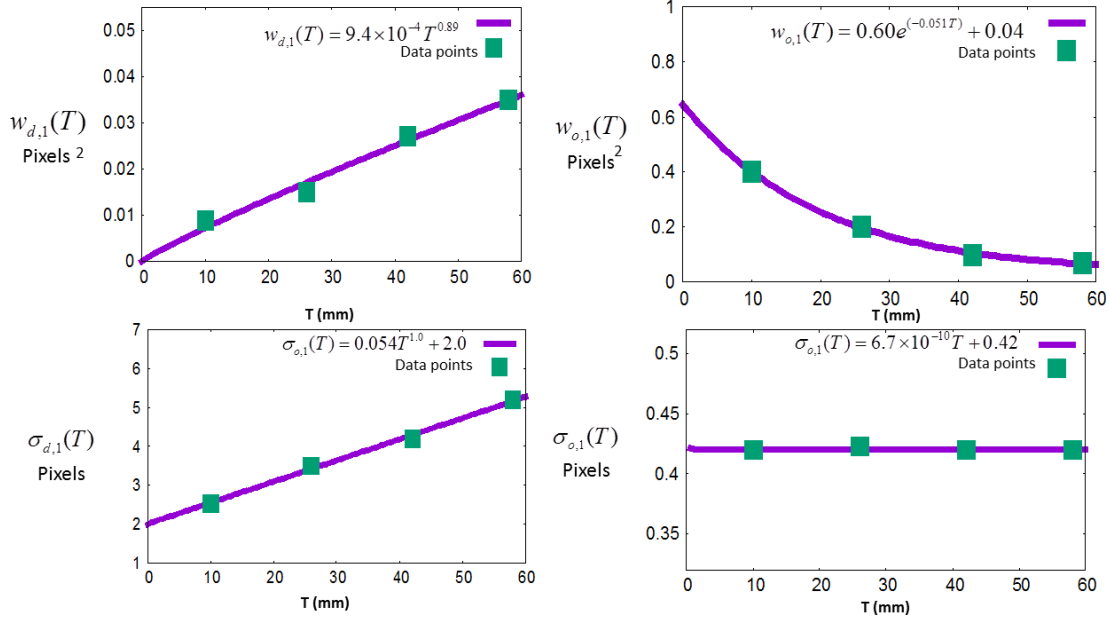 w_{d,1}(T) = 9.4×10^{-4} T^{0.89}
Data points
w_{d,1}(T)
Pixels ²
0.05
0.04
0.03
0.02
0.01
0
0 10 20 30 40 50 60
T (mm)
w_{o,1}(T) = 0.60e^{(-0.051T)} + 0.04
Data points
w_{o,1}(T)
Pixels²
1
0.8
0.6
0.4
0.2
0
0 10 20 30 40 50 60
T (mm)
σ_{o,1}(T) = 0.054T^{1.0} + 2.0
Data points
σ_{d,1}(T)
Pixels
7
6
5
4
3
2
1
0 10 20 30 40 50 60
T (mm)
σ_{o,1}(T) = 6.7×10^{-10}T + 0.42
Data points
σ_{o,1}(T)
Pixels
0.5
0.45
0.4
0.35
0 10 20 30 40 50 60
T (mm)